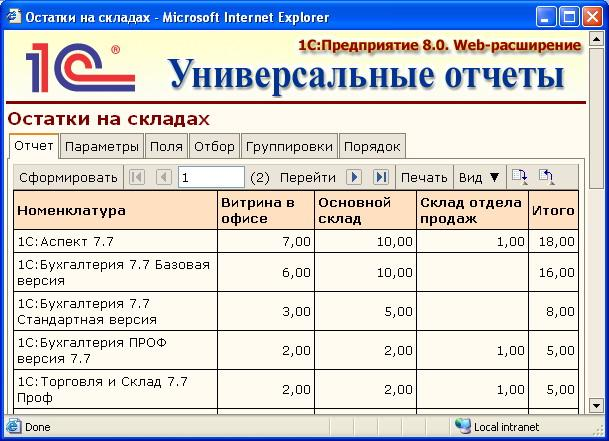 Остатки на складах - Microsoft Internet Explorer
1С ®
1С:Предприятие 8.0. Web-расширение
Универсальные отчеты
Остатки на складах
Отчет Параметры Поля Отбор Группировки Порядок
Сформировать 1 (2) Перейти Печать Вид ▼
Номенклатура Витрина в офисе Основной склад Склад отдела продаж Итого
1С:Аспект 7.7 7,00 10,00 1,00 18,00
1С:Бухгалтерия 7.7 Базовая
версия 6,00 10,00 16,00
1С:Бухгалтерия 7.7
Стандартная версия 3,00 5,00 8,00
1С:Бухгалтерия ПРОФ
версия 7.7 2,00 2,00 1,00 5,00
1С:Торговля и Склад 7.7
Проф 2,00 2,00 1,00 5,00
Done Local intranet